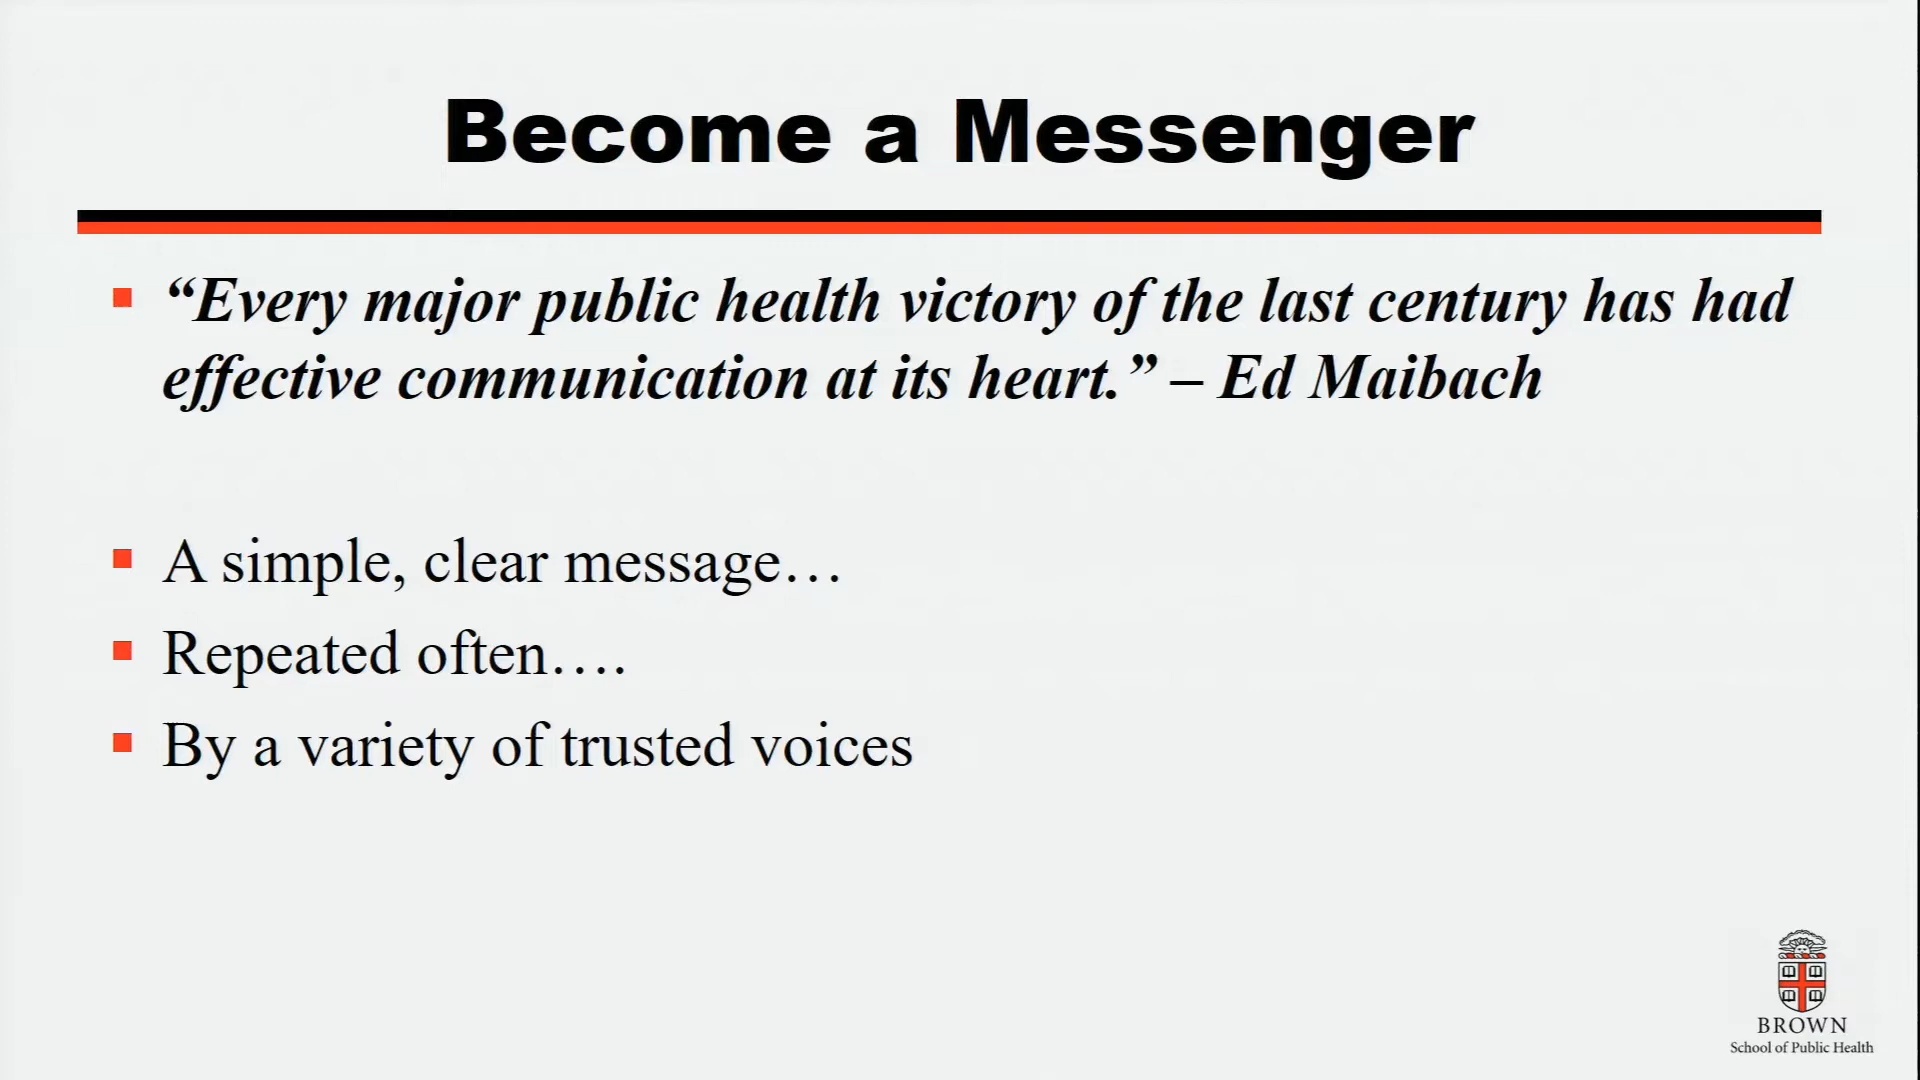 Become a Messenger
“Every major public health victory of the last century has had
effective communication at its heart.” – Ed Maibach
A simple, clear message…
Repeated often….
By a variety of trusted voices
BROWN
School of Public Health